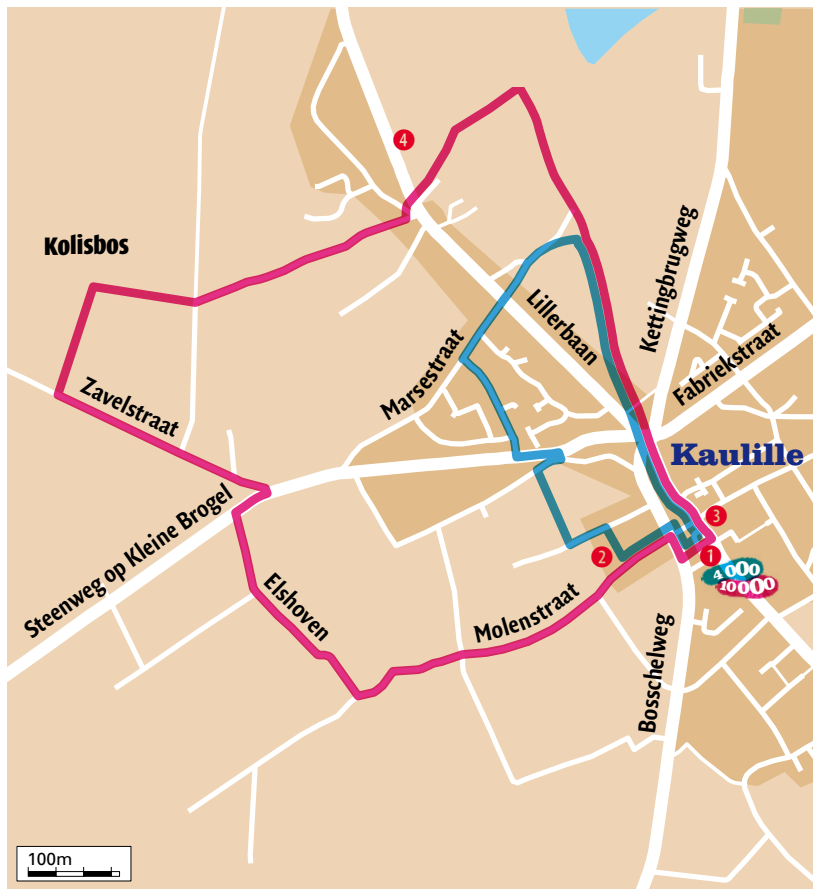 4
Kolisbos
Kettingbrugweg
Lillerbaan
Marsestraat
Fabriekstraat
Zavelstraat
Kaulille
Steenweg op Kleine Brogel
3
2
1
4000
10000
Elshoven
Molenstraat
Bosschelweg
100m